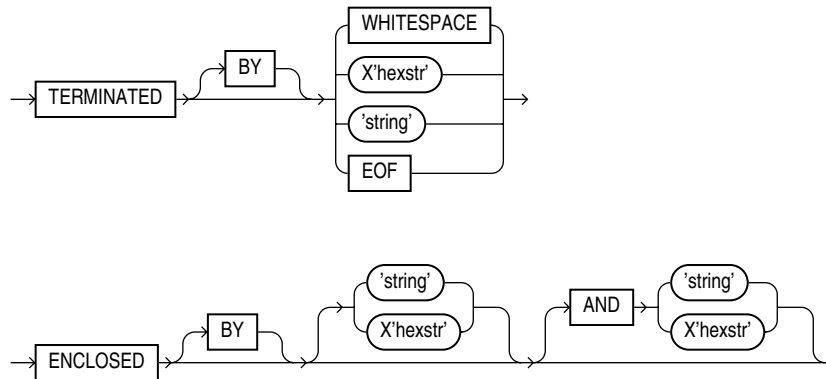 WHITESPACE
BY
X'hexstr'
TERMINATED
'string'
EOF
'string'
'string'
AND
BY
X'hexstr'
X'hexstr'
ENCLOSED